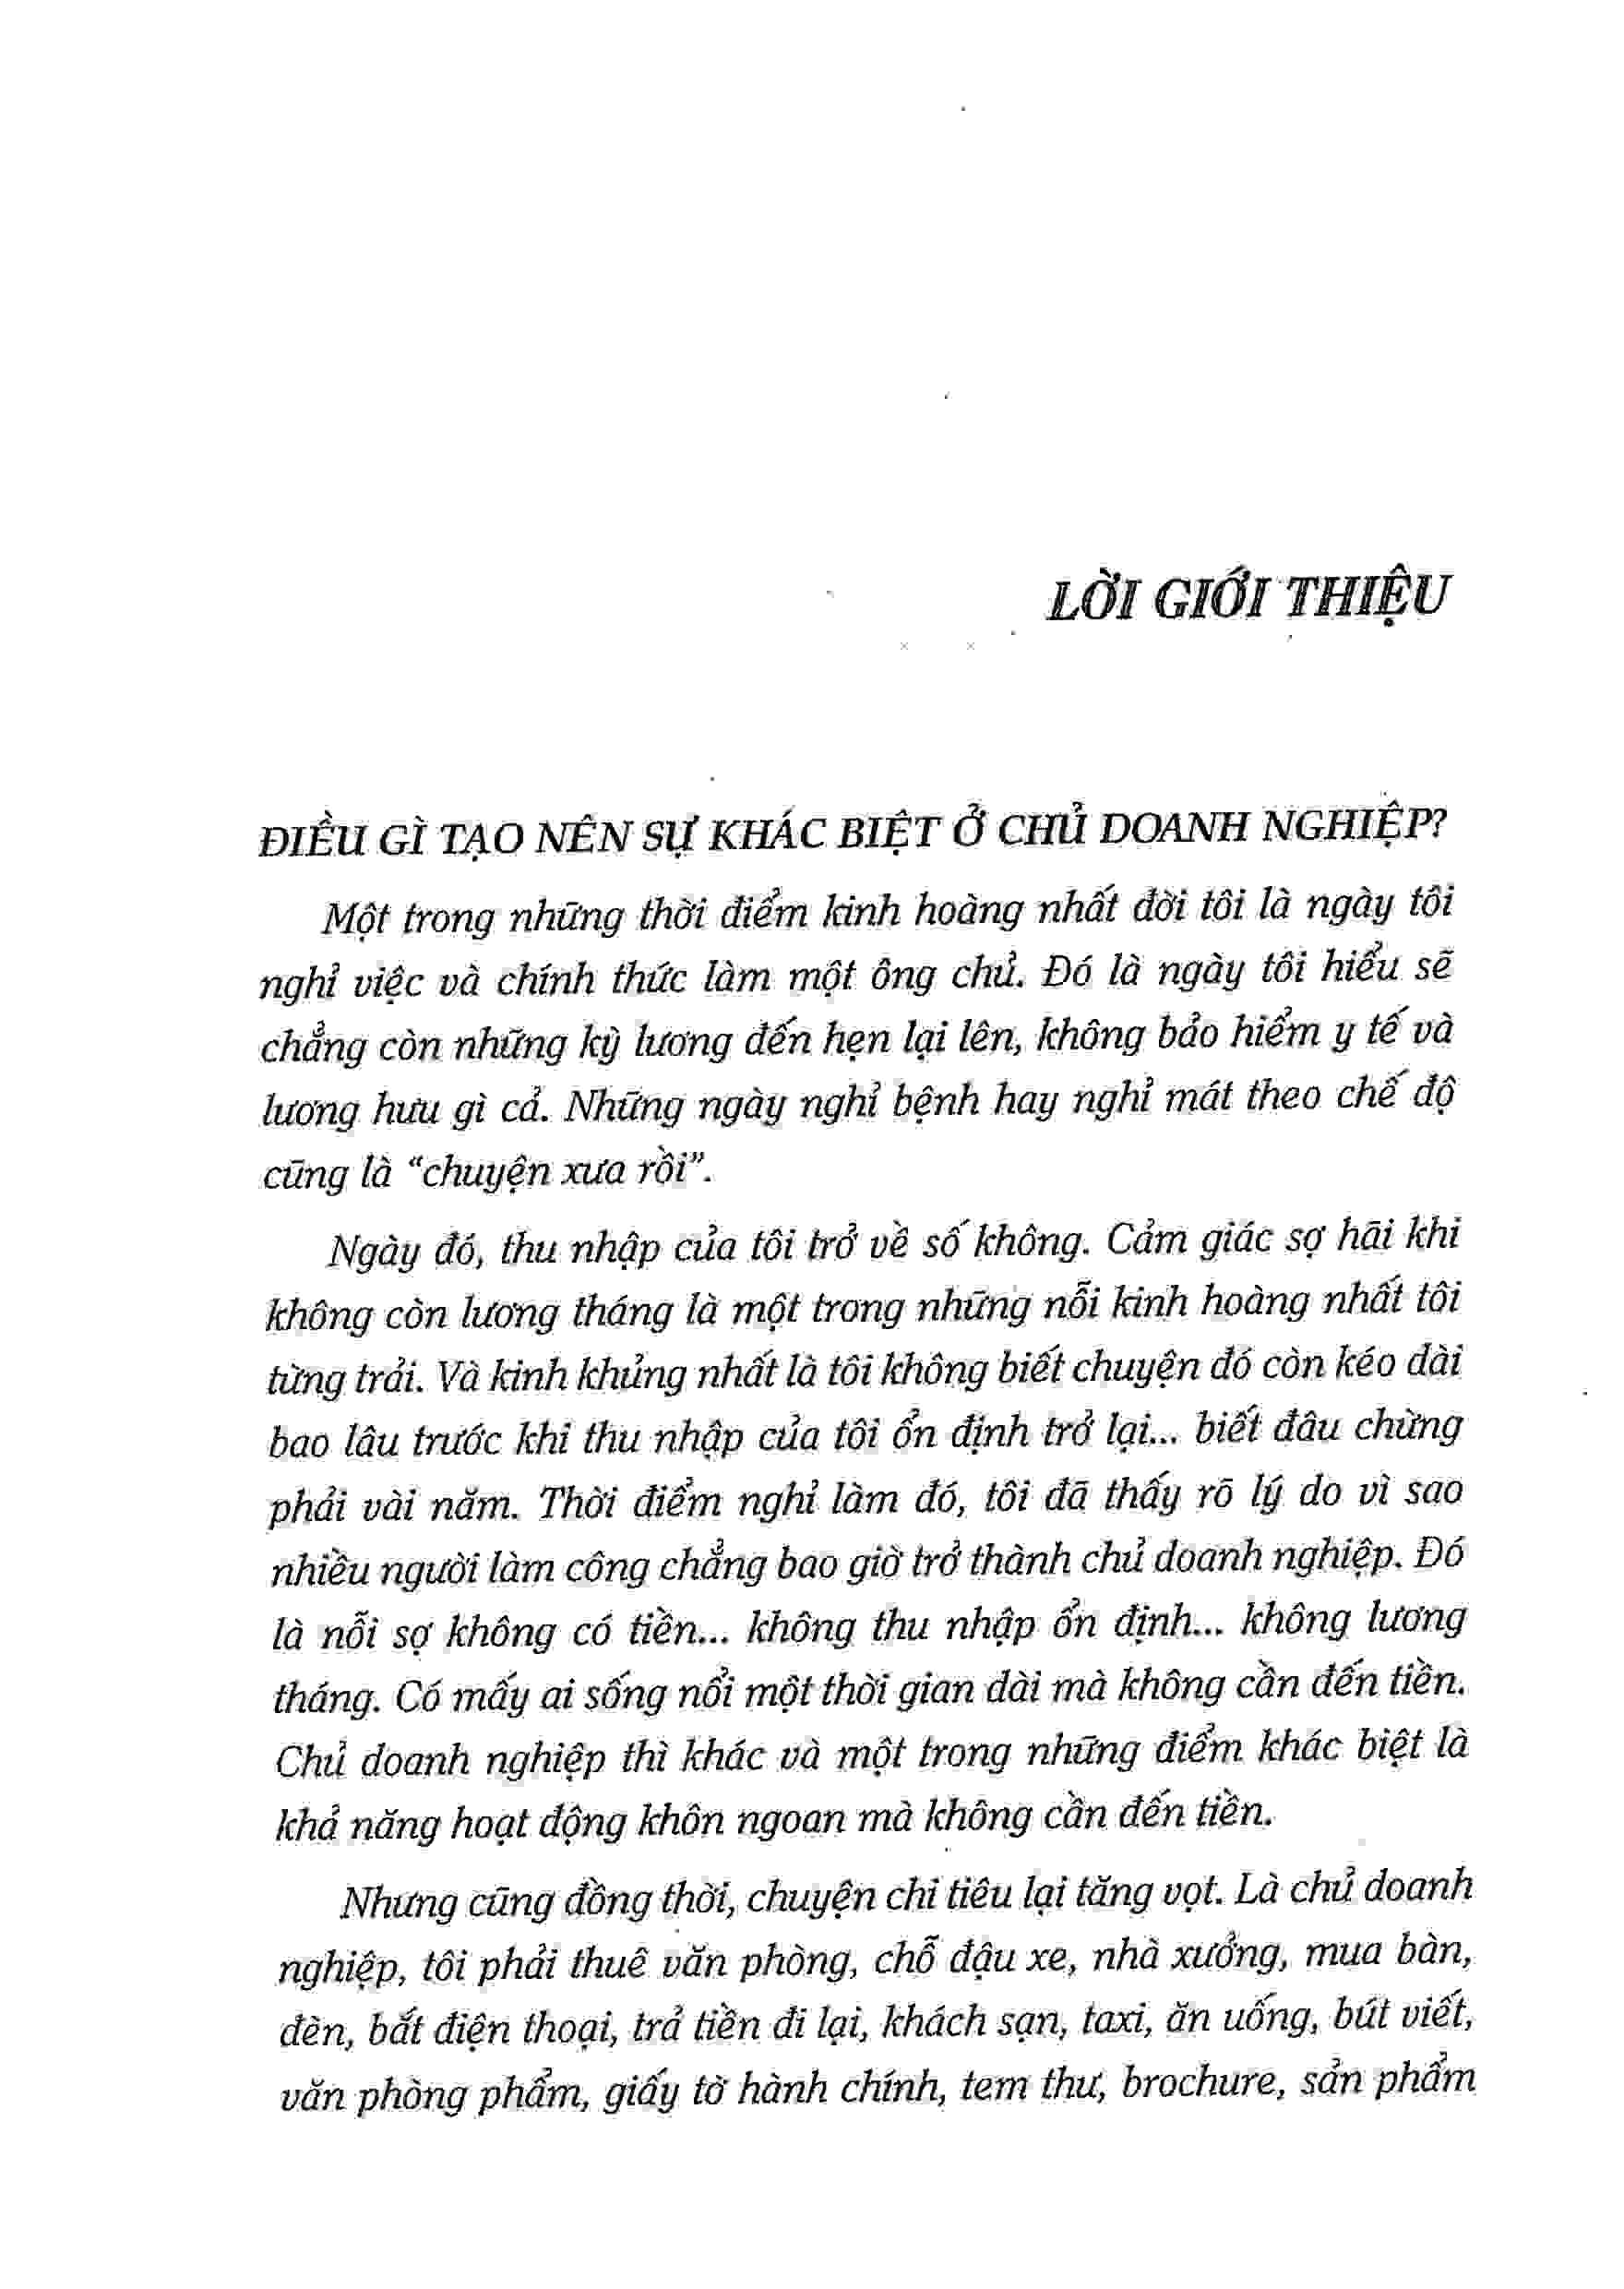 LỜI GIỚI THIỆU
ĐIỀU GÌ TẠO NÊN SỰ KHÁC BIỆT Ở CHỦ DOANH NGHIỆP?
Một trong những thời điểm kinh hoàng nhất đời tôi là ngày tôi
nghỉ việc và chính thức làm một ông chủ. Đó là ngày tôi hiểu sẽ
chẳng còn những kỳ lương đến hẹn lại lên, không bảo hiểm y tế và
lương hưu gì cả. Những ngày nghỉ bệnh hay nghỉ mát theo chế độ
cũng là “chuyện xưa rồi”.
Ngày đó, thu nhập của tôi trở về số không. Cảm giác sợ hãi khi
không còn lương tháng là một trong những nỗi kinh hoàng nhất tôi
từng trải. Và kinh khủng nhất là tôi không biết chuyện đó còn kéo dài
bao lâu trước khi thu nhập của tôi ổn định trở lại... biết đâu chừng
phải vài năm. Thời điểm nghỉ làm đó, tôi đã thấy rõ lý do vì sao
nhiều người làm công chẳng bao giờ trở thành chủ doanh nghiệp. Đó
là nỗi sợ không có tiền... không thu nhập ổn định... không lương
tháng. Có mấy ai sống nổi một thời gian dài mà không cần đến tiền.
Chủ doanh nghiệp thì khác và một trong những điểm khác biệt là
khả năng hoạt động khôn ngoan mà không cần đến tiền.
Nhưng cũng đồng thời, chuyện chi tiêu lại tăng vọt. Là chủ doanh
nghiệp, tôi phải thuê văn phòng, chỗ đậu xe, nhà xưởng, mua bàn,
đèn, bắt điện thoại, trả tiền đi lại, khách sạn, taxi, ăn uống, bút viết,
văn phòng phẩm, giấy tờ hành chính, tem thư, brochure, sản phẩm